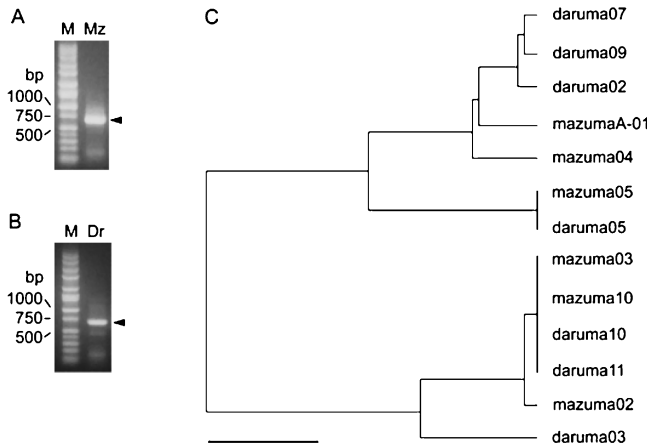 A
M Mz
bp
1000
750
500
B
M Dr
bp
1000
750
500
C
daruma07
daruma09
daruma02
mazumaA-01
mazuma04
mazuma05
daruma05
mazuma03
mazuma10
daruma10
daruma11
mazuma02
daruma03